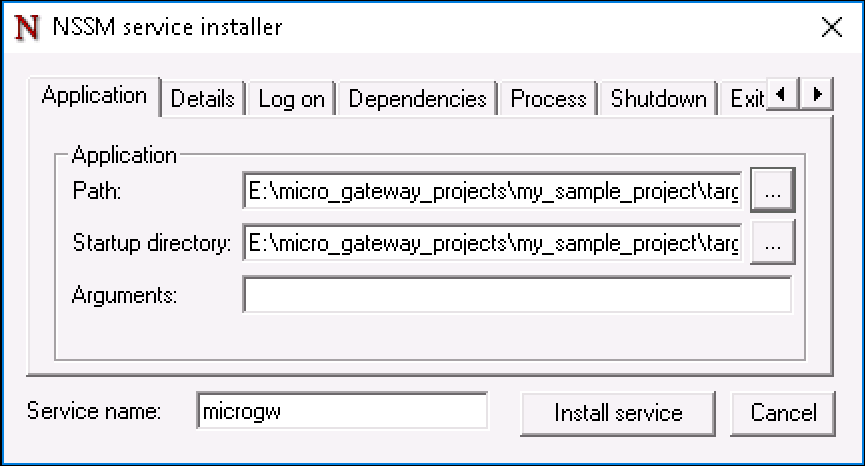 N NSSM service installer
Application Details Log on Dependencies Process Shutdown Exit
Application
Path: E:\micro_gateway_projects\my_sample_project\targ ...
Startup directory: E:\micro_gateway_projects\my_sample_project\targ ...
Arguments:
Service name: microgw Install service Cancel